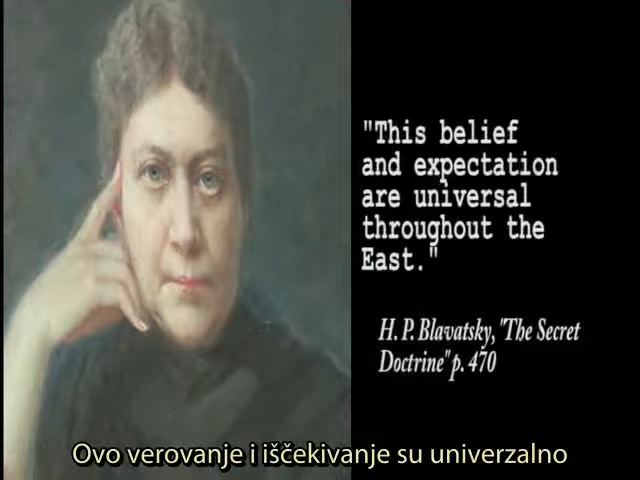 "This belief
and expectation
are universal
throughout the
East."
H. P. Blavatsky, "The Secret
Doctrine" p. 470
Ovo verovanje i iščekivanje su univerzalno